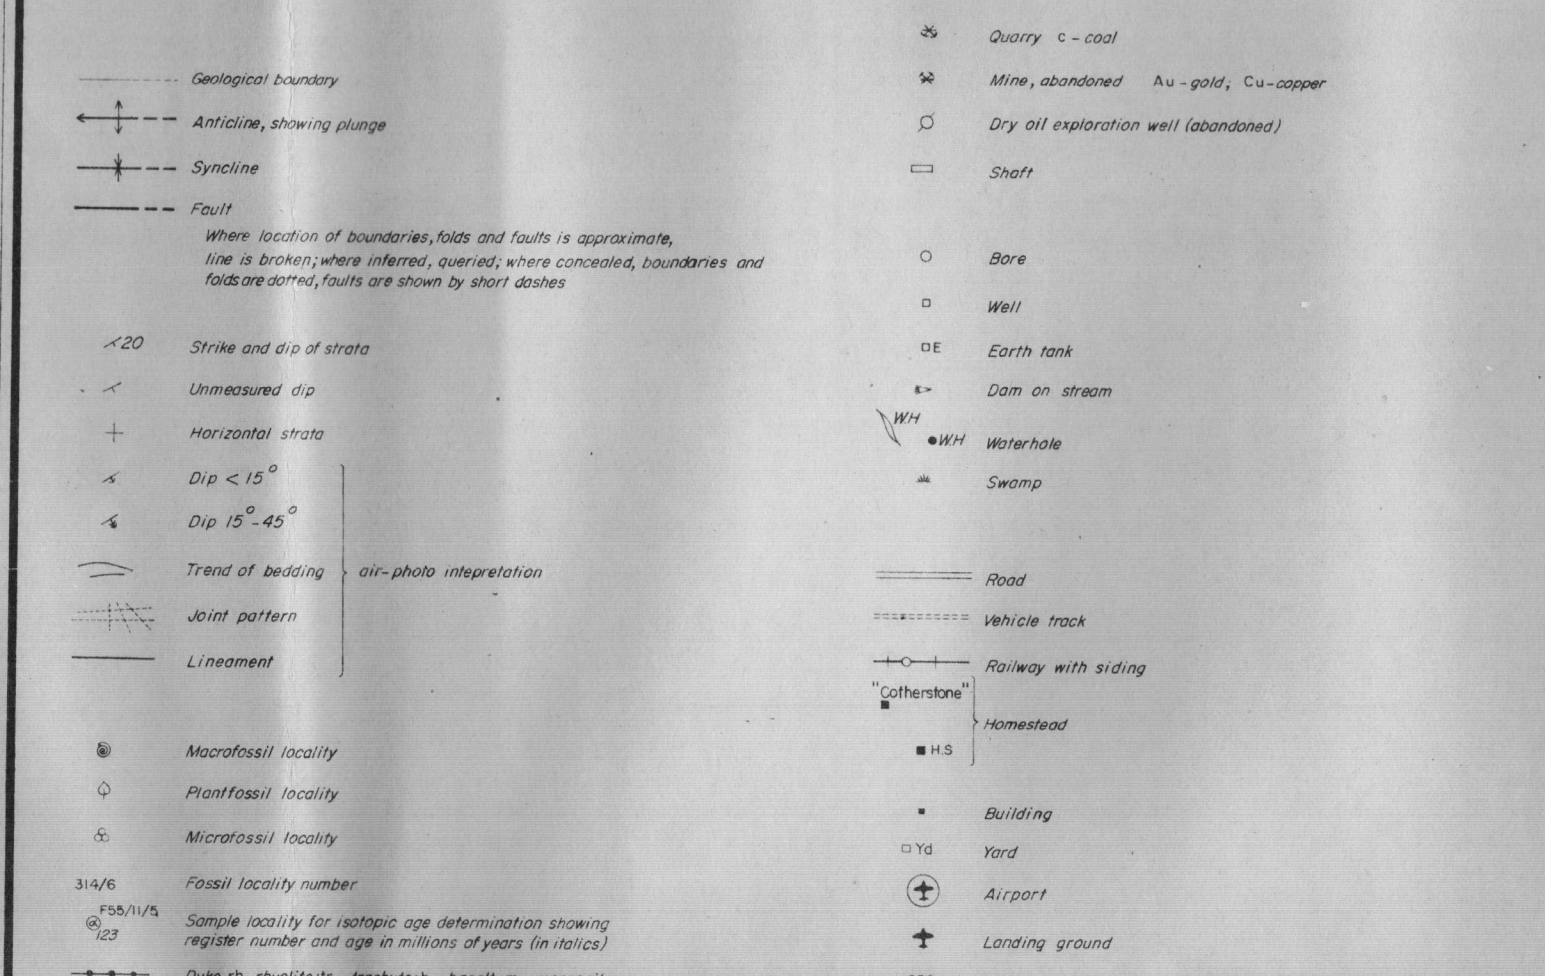 Geological boundary
Anticline, showing plunge
Syncline
Fault
Where location of boundaries, folds and faults is approximate,
line is broken; where inferred, queried; where concealed, boundaries and
folds are dotted, faults are shown by short dashes
20 Strike and dip of strata
Unmeasured dip
Horizontal strata
Dip < 15°
Dip 15°-45°
Trend of bedding
air-photo intepretation
Joint pattern
Lineament
Macrofossil locality
Plantfossil locality
Microfossil locality
314/6 Fossil locality number
F55/11/5
@
123
Sample locality for isotopic age determination showing
register number and age in millions of years (in italics)
Quarry c - coal
Mine, abandoned Au - gold; Cu - copper
Dry oil exploration well (abandoned)
Shaft
Bore
Well
E Earth tank
Dam on stream
W.H
W.H Waterhole
Swamp
Road
Vehicle track
Railway with siding
"Cotherstone"
Homestead
H.S
Building
Yd Yard
Airport
Landing ground